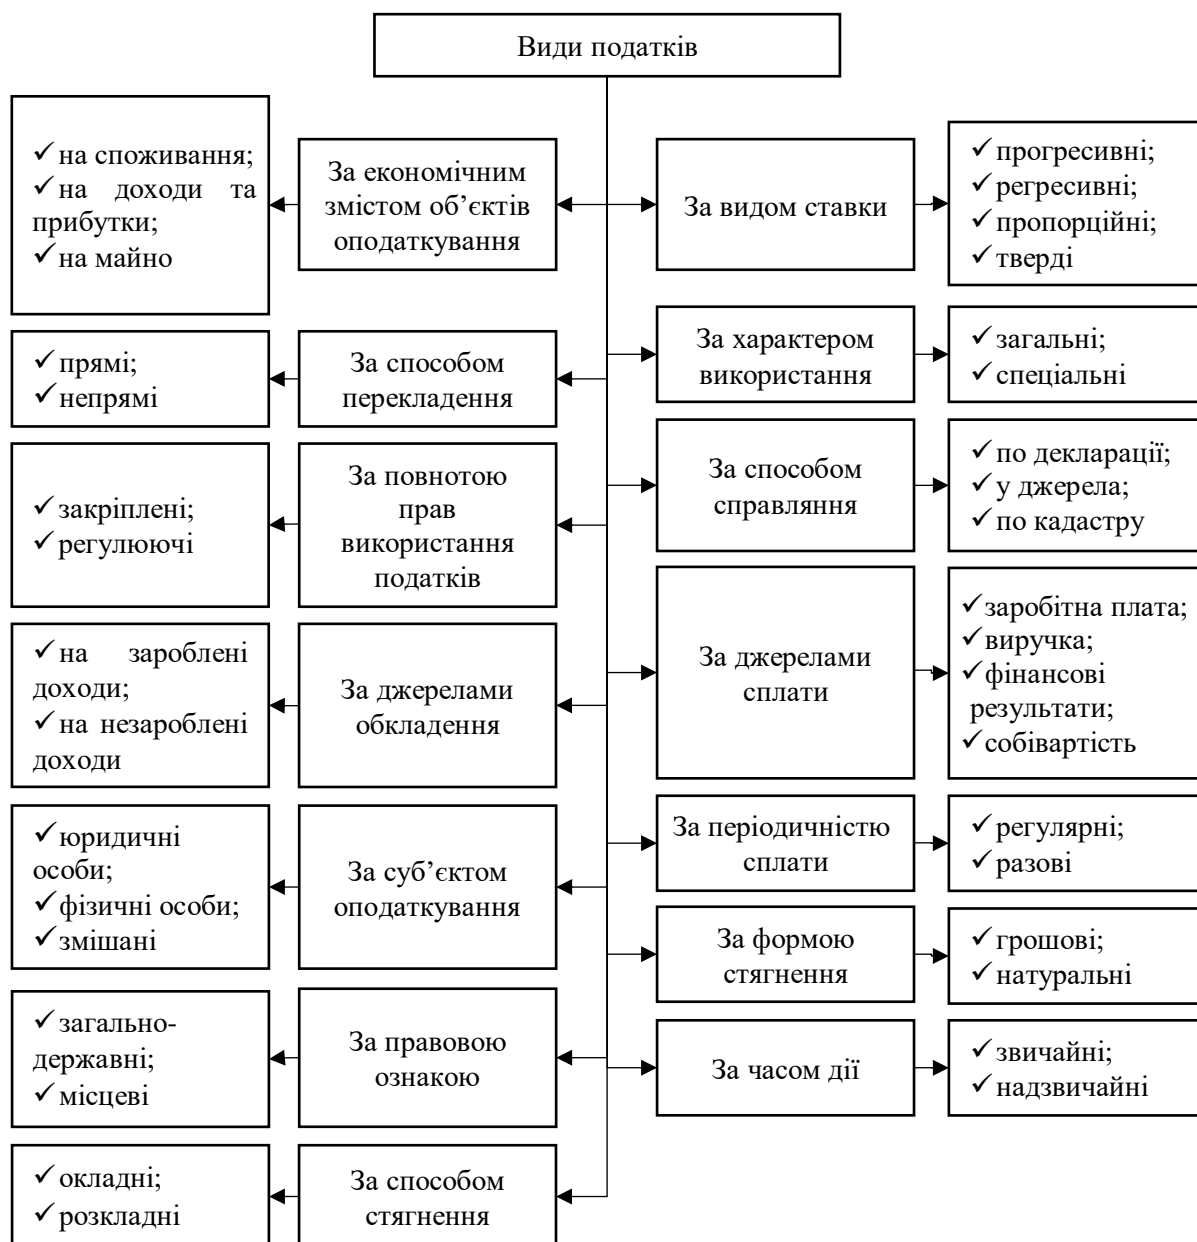 Види податків
на споживання;
на доходи та
прибутки;
на майно
За економічним
змістом об’єктів
оподаткування
За видом ставки
прогресивні;
регресивні;
пропорційні;
тверді
прямі;
непрямі
За способом
перекладення
За характером
використання
загальні;
спеціальні
закріплені;
регулюючі
За повнотою
прав
використання
податків
За способом
справляння
по декларації;
у джерела;
по кадастру
на зароблені
доходи;
на незароблені
доходи
За джерелами
обкладення
За джерелами
сплати
заробітна плата;
виручка;
фінансові
результати;
собівартість
юридичні
особи;
фізичні особи;
змішані
За суб’єктом
оподаткування
За періодичністю
сплати
регулярні;
разові
За формою
стягнення
грошові;
натуральні
загально-
державні;
місцеві
За правовою
ознакою
За часом дії
звичайні;
надзвичайні
окладні;
розкладні
За способом
стягнення